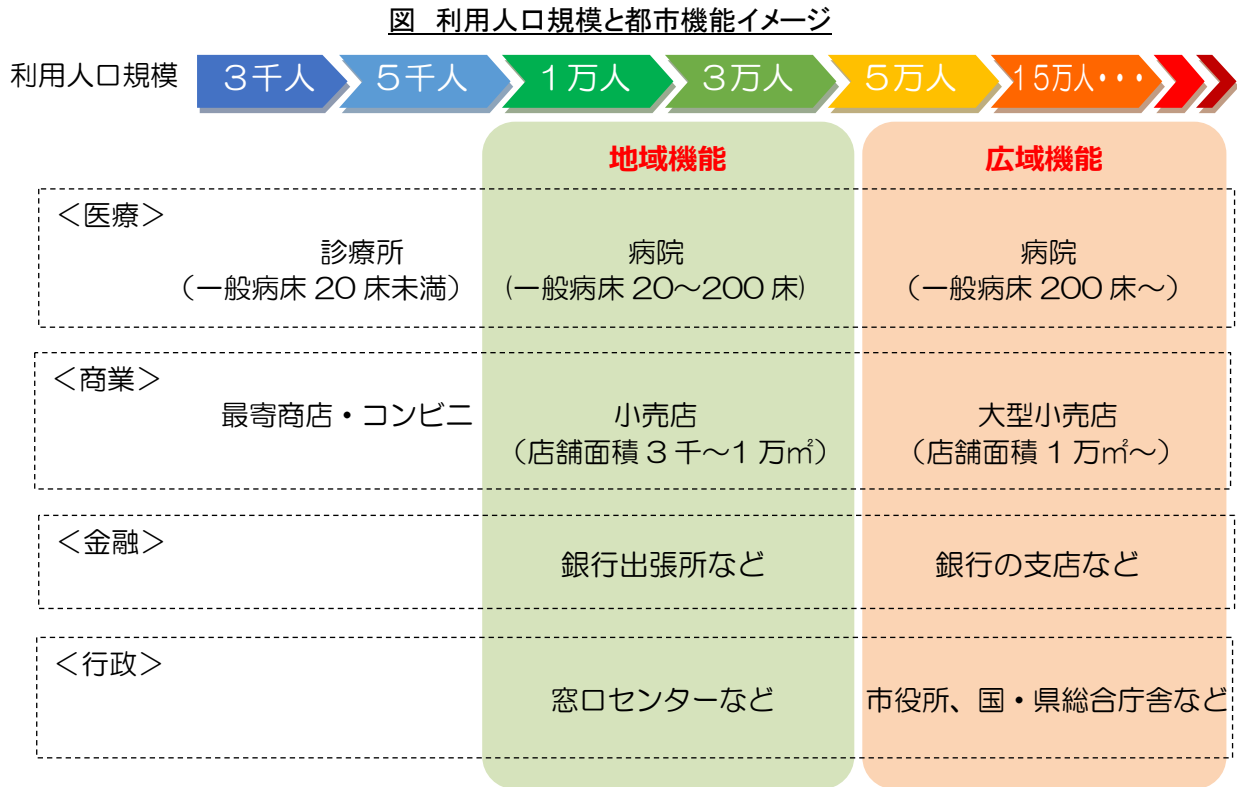 図 利用人口規模と都市機能イメージ
利用人口規模 3千人 5千人 1万人 3万人 5万人 15万人・・・
地域機能 広域機能
＜医療＞
診療所 病院 病院
（一般病床 20 床未満） （一般病床 20～200 床） （一般病床 200 床～）
＜商業＞
最寄商店・コンビニ 小売店 大型小売店
（店舗面積 3 千～1 万㎡） （店舗面積 1 万㎡～）
＜金融＞
銀行出張所など 銀行の支店など
＜行政＞
窓口センターなど 市役所、国・県総合庁舎など